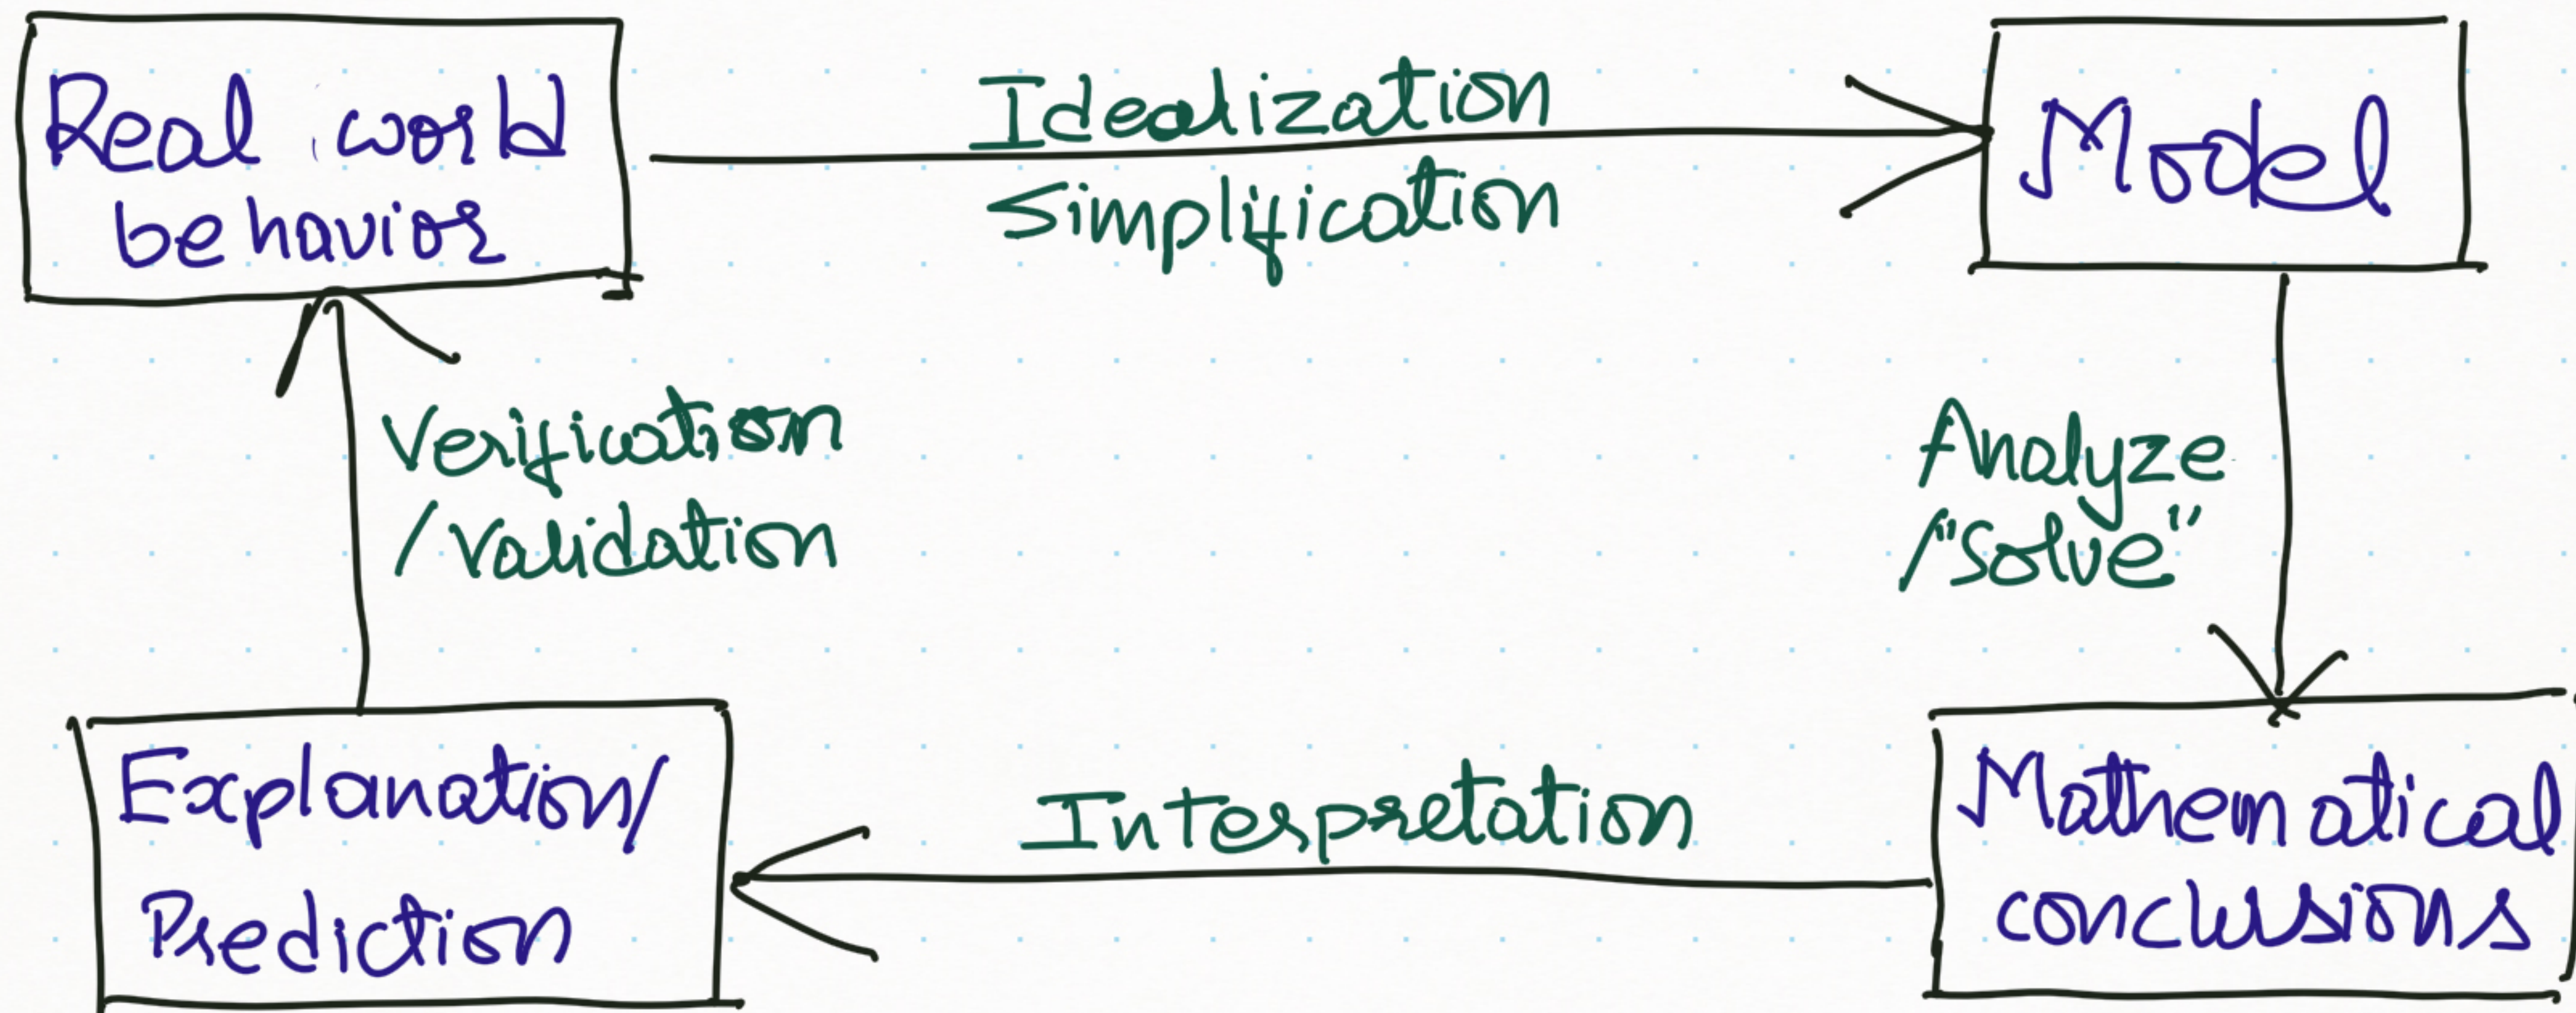 Real world
behavior
Idealization
Simplification
Model
Verification
/Validation
Analyze
/"Solve"
Explanation/
Prediction
Interpretation
Mathematical
conclusions